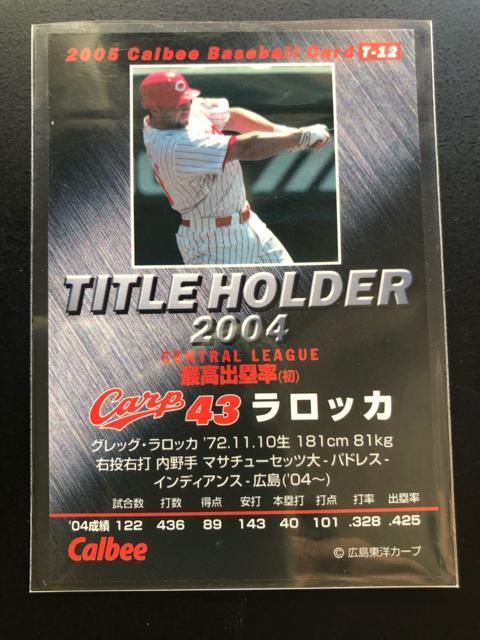 2005 Calbee Baseball Card T-12
TITLE HOLDER
2004
CENTRAL LEAGUE
最高出塁率(初)
Carp 43 ラロッカ
グレッグ・ラロッカ '72.11.10生 181cm 81kg
右投右打 内野手 マサチューセッツ大-パドレス-
インディアンス-広島('04〜)
試合数 打数 得点 安打 本塁打 打点 打率 出塁率
'04成績 122 436 89 143 40 101 .328 .425
Calbee © 広島東洋カープ